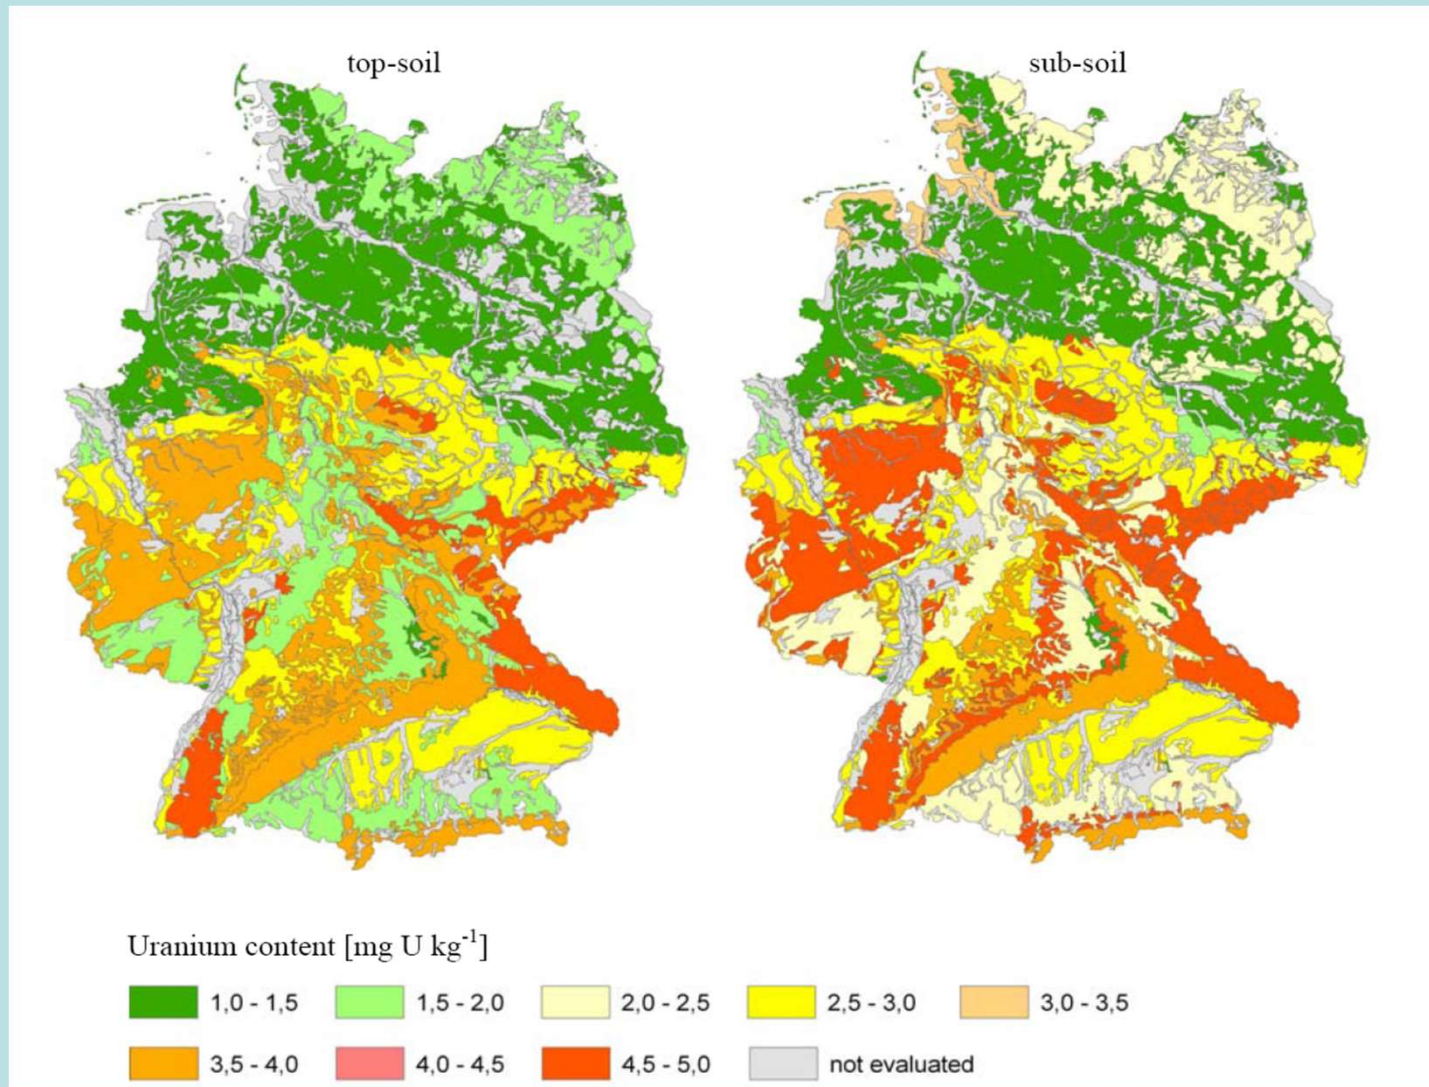 top-soil
sub-soil
Uranium content [mg U kg⁻¹]
1,0 - 1,5
1,5 - 2,0
2,0 - 2,5
2,5 - 3,0
3,0 - 3,5
3,5 - 4,0
4,0 - 4,5
4,5 - 5,0
not evaluated